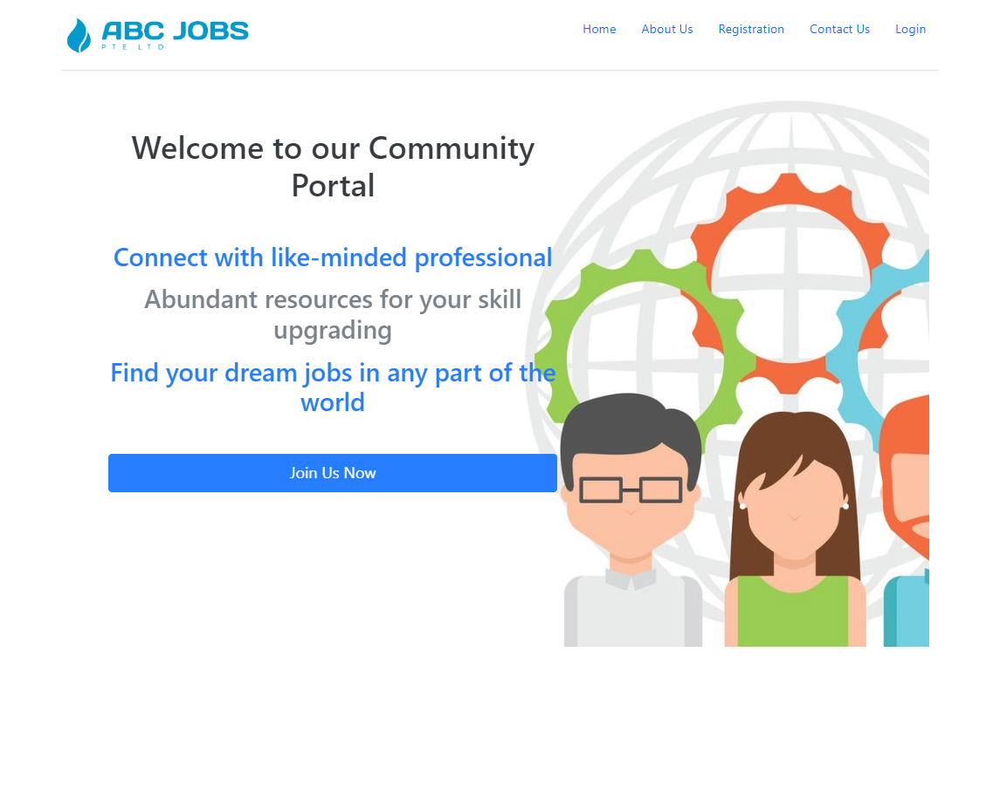 ABC JOBS
PTE LTD
Home About Us Registration Contact Us Login
Welcome to our Community
Portal
Connect with like-minded professional
Abundant resources for your skill
upgrading
Find your dream jobs in any part of the
world
Join Us Now